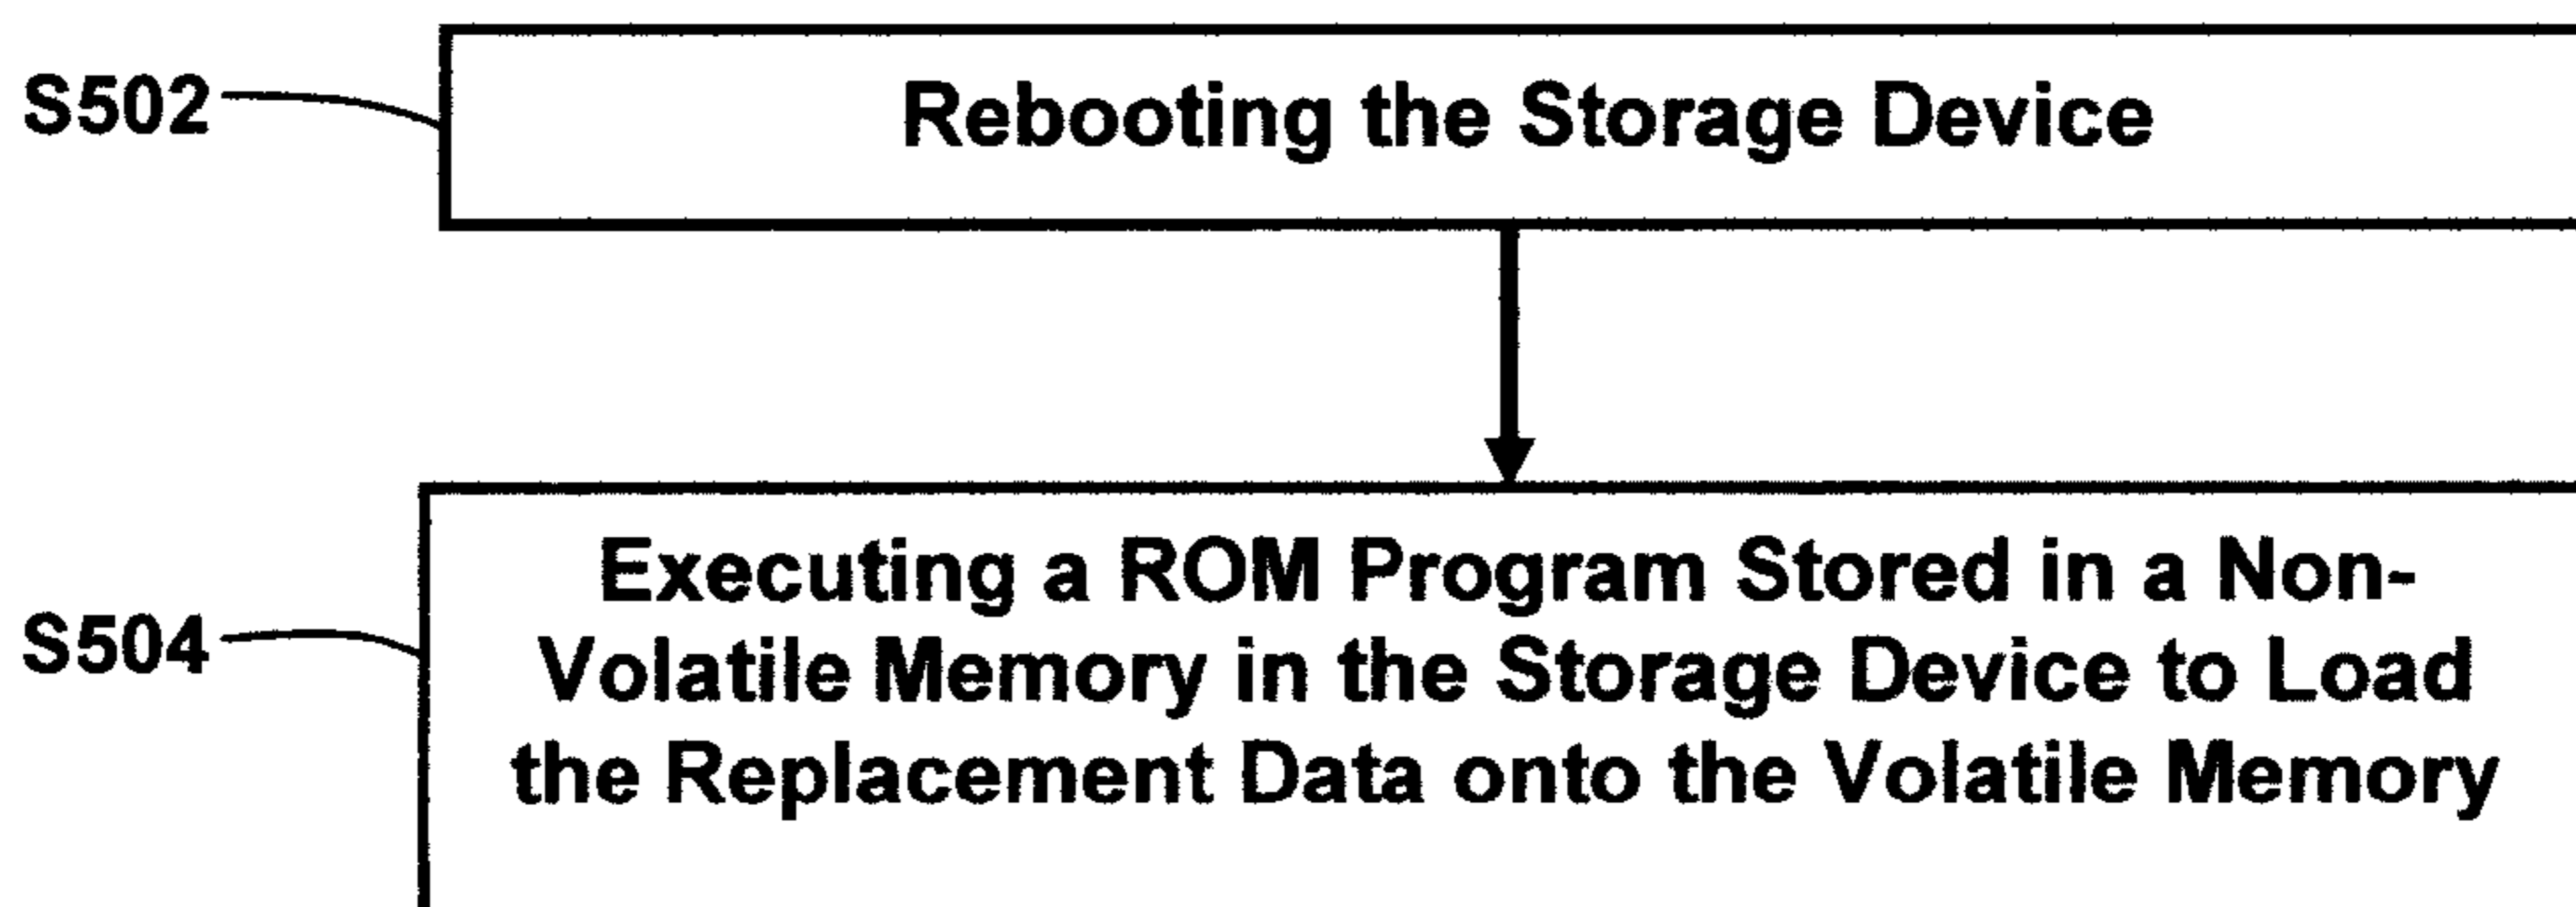 S502
Rebooting the Storage Device
S504
Executing a ROM Program Stored in a Non-
Volatile Memory in the Storage Device to Load
the Replacement Data onto the Volatile Memory